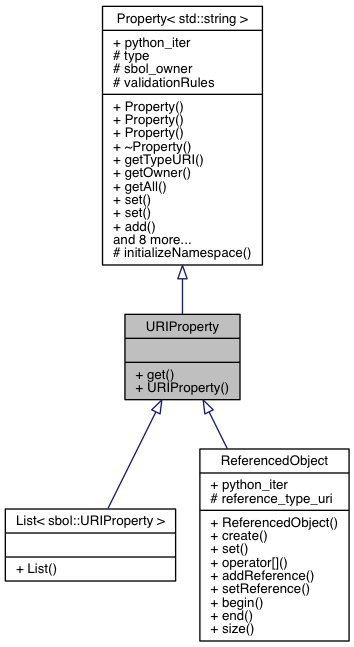 Property< std::string >
+ python_iter
# type
# sbol_owner
# validationRules
+ Property()
+ Property()
+ Property()
+ ~Property()
+ getTypeURI()
+ getOwner()
+ getAll()
+ set()
+ set()
+ add()
and 8 more...
# initializeNamespace()
URIProperty
+ get()
+ URIProperty()
List< sbol::URIProperty >
+ List()
ReferencedObject
+ python_iter
# reference_type_uri
+ ReferencedObject()
+ create()
+ set()
+ operator[]()
+ addReference()
+ setReference()
+ begin()
+ end()
+ size()